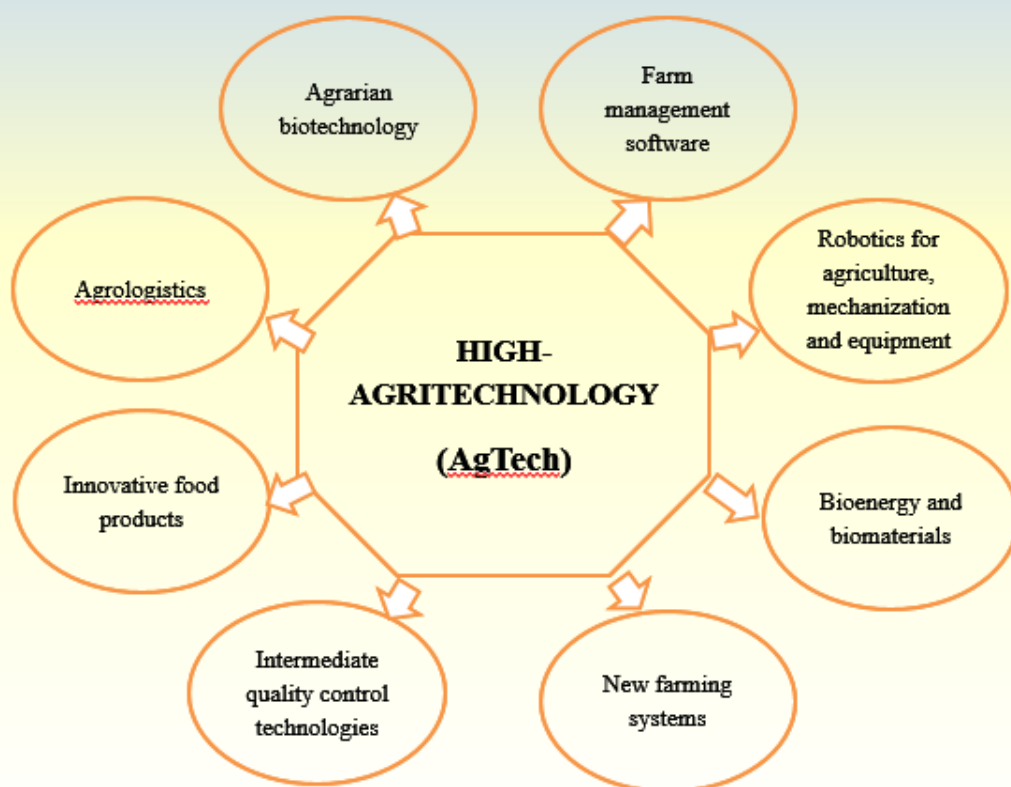 Agrarian
biotechnology
Farm
management
software
Agrologistics
Robotics for
agriculture,
mechanization
and equipment
HIGH-
AGRITECHNOLOGY
(AgTech)
Innovative food
products
Bioenergy and
biomaterials
Intermediate
quality control
technologies
New farming
systems